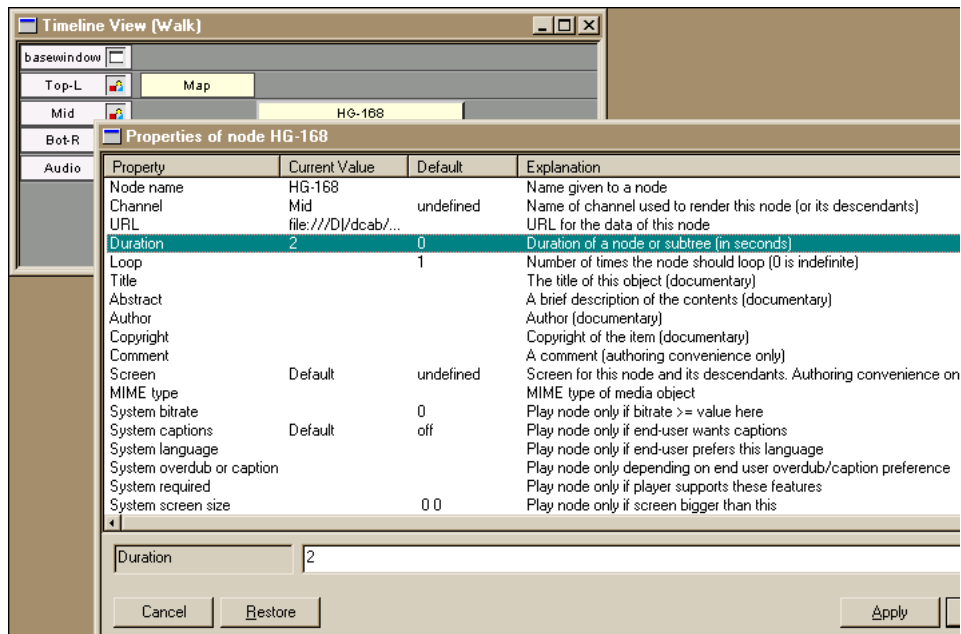 Timeline View (Walk)
basewindow
Top-L Map
Mid HG-168
Bot-R
Audio
Properties of node HG-168
Property Current Value Default Explanation
Node name HG-168 Name given to a node
Channel Mid undefined Name of channel used to render this node (or its descendants)
URL file:///D|/dcab/... URL for the data of this node
Duration 2 0 Duration of a node or subtree (in seconds)
Loop 1 Number of times the node should loop (0 is indefinite)
Title The title of this object (documentary)
Abstract A brief description of the contents (documentary)
Author Author (documentary)
Copyright Copyright of the item (documentary)
Comment A comment (authoring convenience only)
Screen Default undefined Screen for this node and its descendants. Authoring convenience on
MIME type MIME type of media object
System bitrate 0 Play node only if bitrate >= value here
System captions Default off Play node only if end-user wants captions
System language Play node only if end-user prefers this language
System overdub or caption Play node only depending on end user overdub/caption preference
System required Play node only if player supports these features
System screen size 0 0 Play node only if screen bigger than this
Duration 2
Cancel Restore Apply